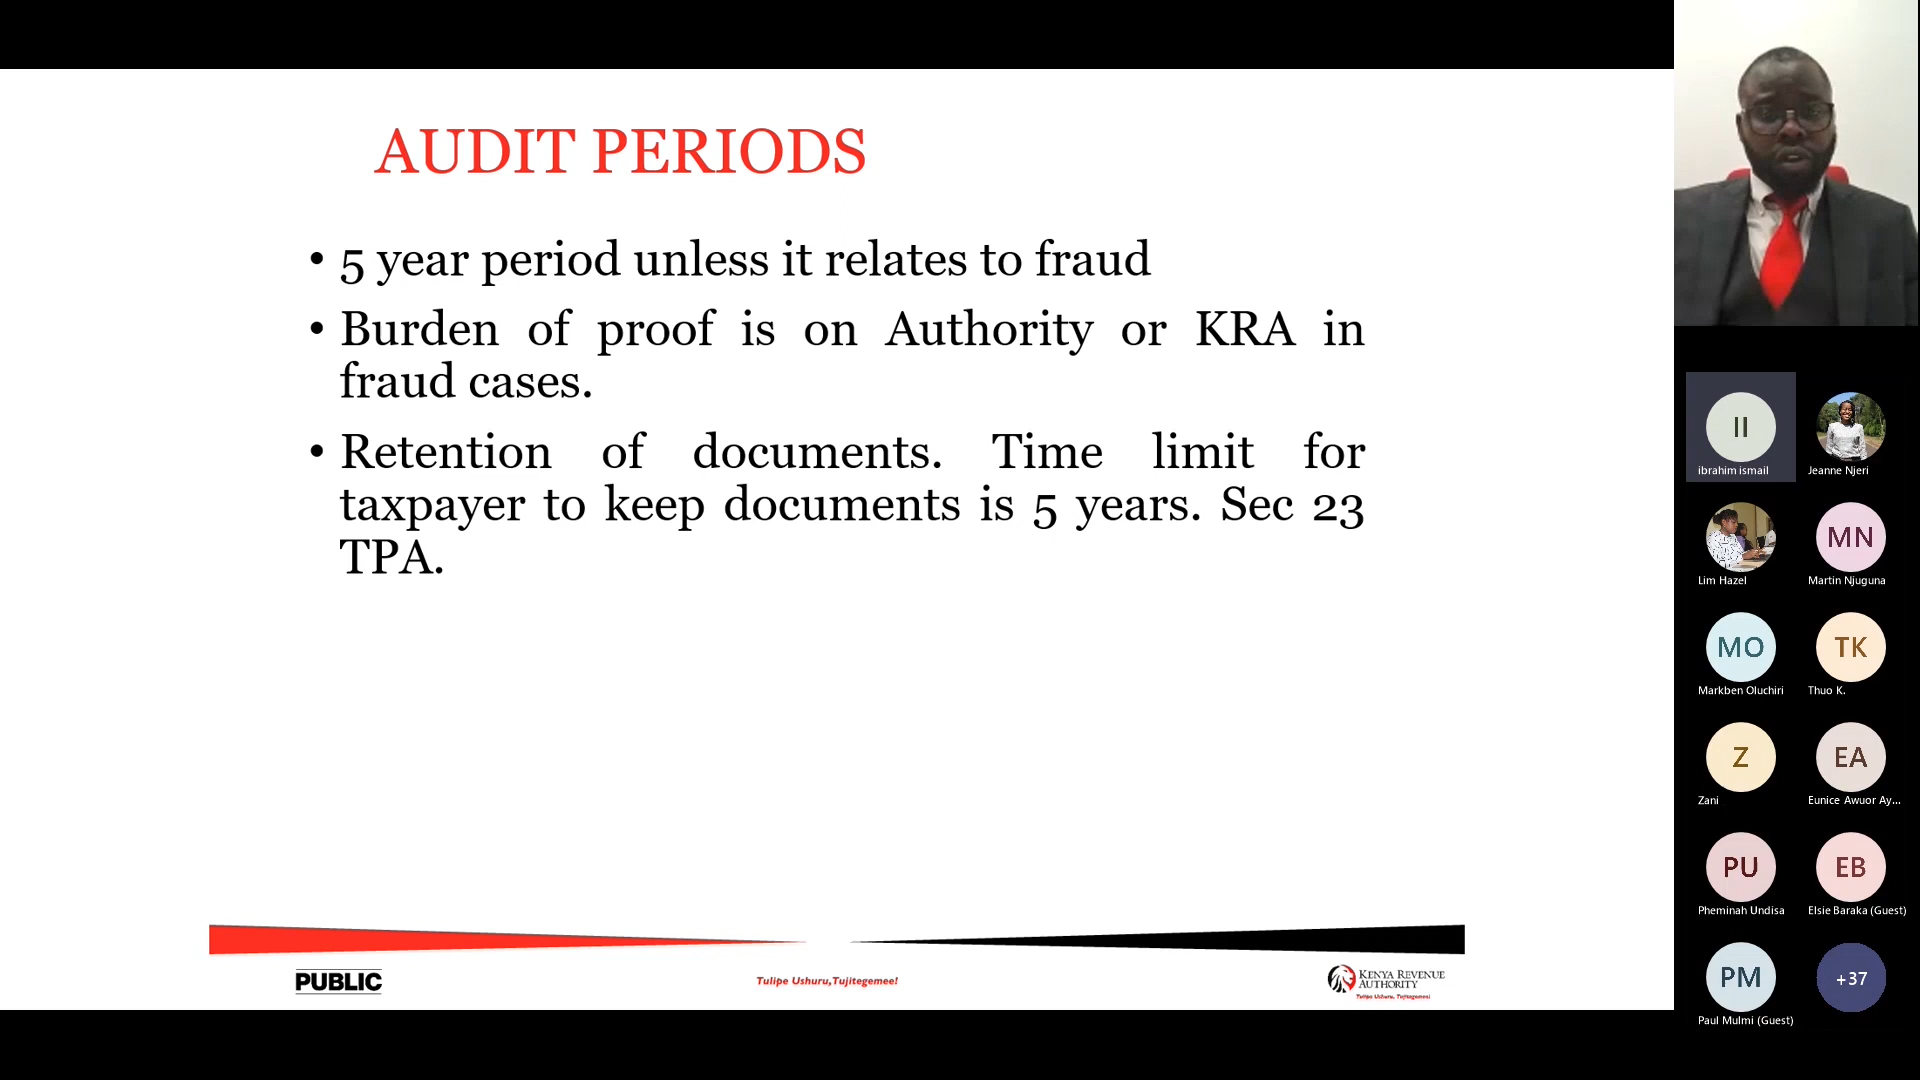 AUDIT PERIODS
• 5 year period unless it relates to fraud
• Burden of proof is on Authority or KRA in
fraud cases.
• Retention of documents. Time limit for
taxpayer to keep documents is 5 years. Sec 23
TPA.
PUBLIC
Tulipe Ushuru, Tujitegemee!
KENYA REVENUE
AUTHORITY
Tulipe Ushuru, Tujitegemee!
II
ibrahim ismail
Jeanne Njeri
Lim Hazel
MN
Martin Njuguna
MO
Markben Oluchiri
TK
Thuo K.
Z
Zani
EA
Eunice Awuor Ay...
PU
Pheminah Undisa
EB
Elsie Baraka (Guest)
PM
Paul Mulmi (Guest)
+37